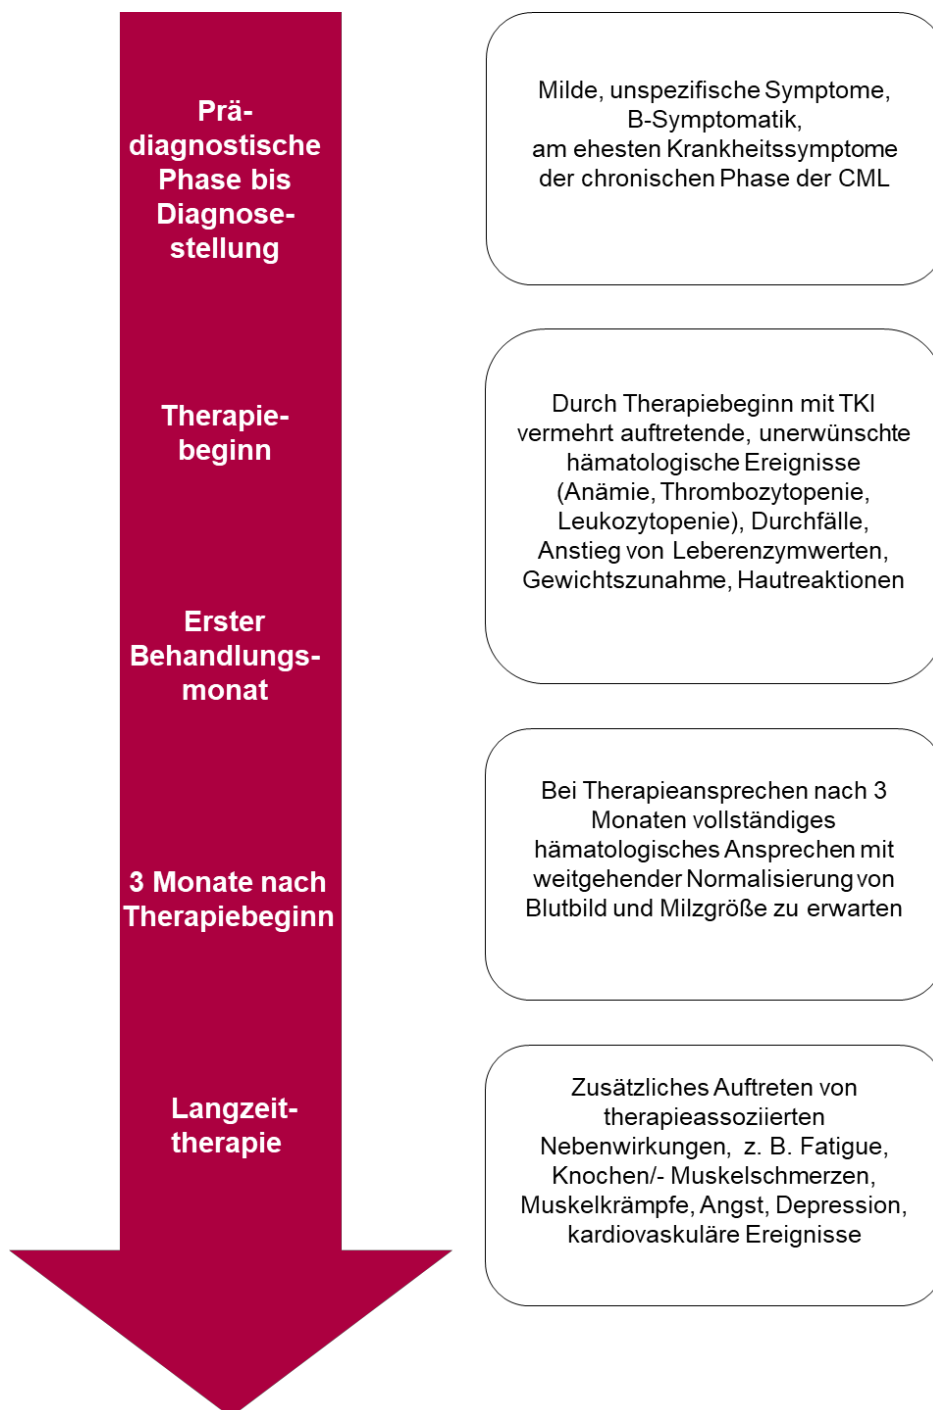 Prä-
diagnostische
Phase bis
Diagnose-
stellung
Milde, unspezifische Symptome,
B-Symptomatik,
am ehesten Krankheitssymptome
der chronischen Phase der CML
Therapie-
beginn
Durch Therapiebeginn mit TKI
vermehrt auftretende, unerwünschte
hämatologische Ereignisse
(Anämie, Thrombozytopenie,
Leukozytopenie), Durchfälle,
Anstieg von Leberenzymwerten,
Gewichtszunahme, Hautreaktionen
Erster
Behandlungs-
monat
3 Monate nach
Therapiebeginn
Bei Therapieansprechen nach 3
Monaten vollständiges
hämatologisches Ansprechen mit
weitgehender Normalisierung von
Blutbild und Milzgröße zu erwarten
Langzeit-
therapie
Zusätzliches Auftreten von
therapieassoziierten
Nebenwirkungen, z. B. Fatigue,
Knochen/- Muskelschmerzen,
Muskelkrämpfe, Angst, Depression,
kardiovaskuläre Ereignisse